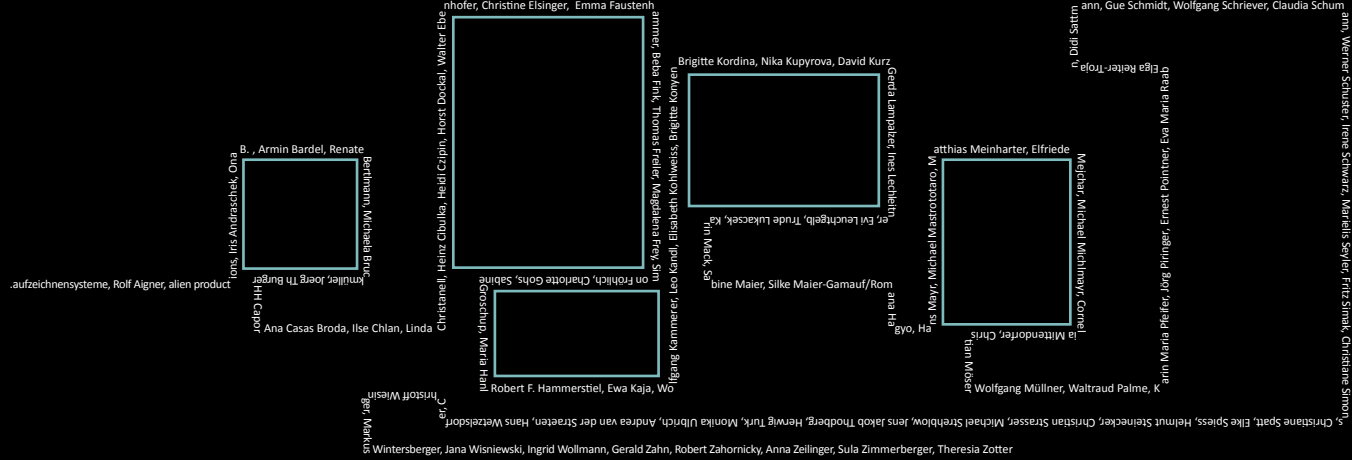 .aufzeichnensysteme, Rolf Aigner, alien product
ions, Iris Andraschek, Ona
B. , Armin Bardel, Renate
Bertlmann, Michaela Bruc
kmüller, Joerg Th Burger
HH Capor
Ana Casas Broda, Ilse Chlan, Linda
Christanell, Heinz Cibulka, Heidi Czipin, Horst Dockal, Walter Ebe
nhofer, Christine Elsinger, Emma Faustenh
ammer, Beba Fink, Thomas Freiler, Magdalena Frey, Sim
on Fröhlich, Charlotte Gohs, Sabine
Groschup, Maria Hanl
Robert F. Hammerstiel, Ewa Kaja, Wo
lfgang Kammerer, Leo Kandl, Elisabeth Kohlweiss, Brigitte Konyen
Brigitte Kordina, Nika Kupyrova, David Kurz
Gerda Lampalzer, Ines Lechleitn
er, Evi Leuchtgelb, Trude Lukacsek, Ka
rin Mack, Sa
bine Maier, Silke Maier-Gamauf/Rom
ana Ha
gyo, Ha
ns Mayr, Michael Mastrototaro, M
atthias Meinharter, Elfriede
Mejchar, Michael Michlmayr, Cornel
ia Mittendorfer, Chris
tian Möser
Wolfgang Müllner, Waltraud Palme, K
arin Maria Pfeifer, Jörg Piringer, Ernest Pointner, Eva Maria Raab
Elga Reiter-Troja
n, Didi Sattm
ann, Gue Schmidt, Wolfgang Schriever, Claudia Schum
ann, Werner Schuster, Irene Schwarz, Marielis Seyler, Fritz Simak, Christiane Simon
s, Christiane Spatt, Elke Spiess, Helmut Steinecker, Christian Strasser, Michael Strehblow, Jens Jakob Thodberg, Herwig Turk, Monika Ulbrich, Andrea van der Straeten, Hans Wetzelsdorf
er, C
hristoff Wiesin
ger, Markus
Wintersberger, Jana Wisniewski, Ingrid Wollmann, Gerald Zahn, Robert Zahornicky, Anna Zeilinger, Sula Zimmerberger, Theresia Zotter